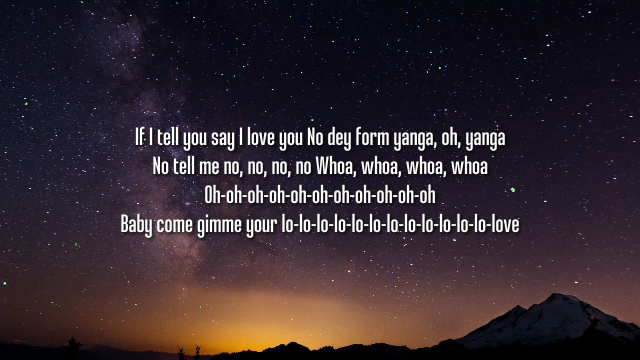 If I tell you say I love you No dey form yanga, oh, yanga
No tell me no, no, no, no Whoa, whoa, whoa, whoa
Oh-oh-oh-oh-oh-oh-oh-oh-oh-oh-oh
Baby come gimme your lo-lo-lo-lo-lo-lo-lo-lo-lo-lo-lo-lo-love